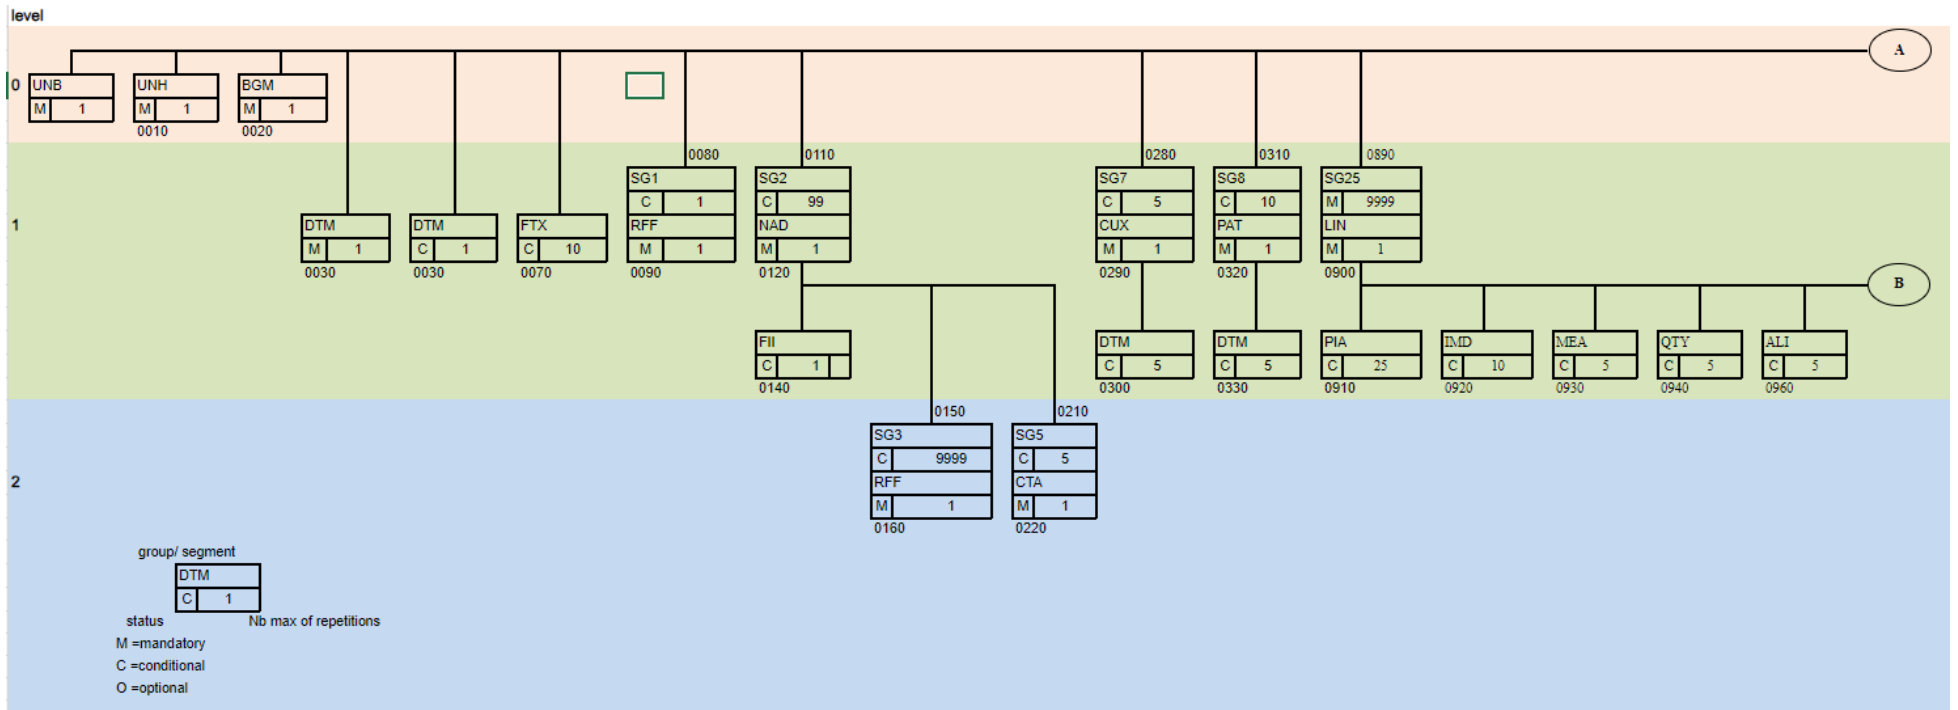 level
A
0
UNB
UNH
BGM
M 1
M 1
M 1
0010
0020
0080
0110
0280
0310
0890
SG1
SG2
SG7
SG8
SG25
C 1
C 99
C 5
C 10
M 9999
1
DTM
DTM
FTX
RFF
NAD
CUX
PAT
LIN
M 1
C 1
C 10
M 1
M 1
M 1
M 1
M 1
0030
0030
0070
0090
0120
0290
0320
0900
B
FII
DTM
DTM
PIA
IMD
MEA
QTY
ALI
C 1
C 5
C 5
C 25
C 10
C 5
C 5
C 5
0140
0300
0330
0910
0920
0930
0940
0960
0150
0210
SG3
SG5
C 9999
C 5
2
RFF
CTA
M 1
M 1
0160
0220
group/ segment
DTM
C 1
status
Nb max of repetitions
M =mandatory
C =conditional
O =optional